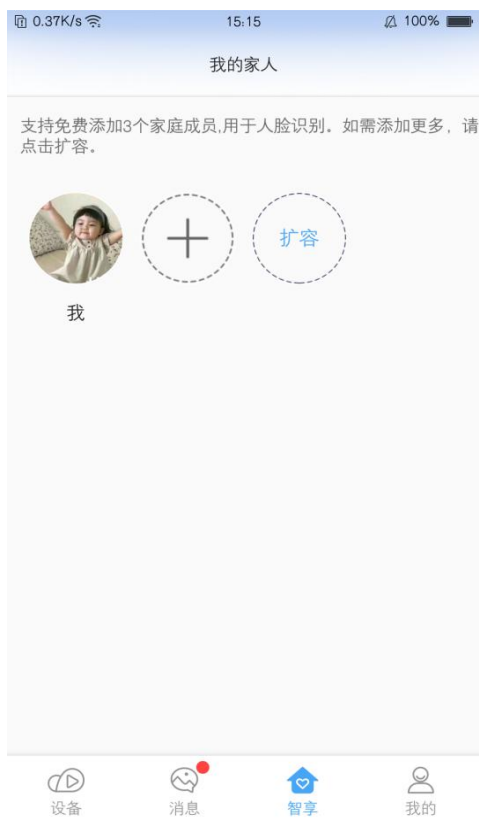 0.37K/s 15:15 100%
我的家人
支持免费添加3个家庭成员,用于人脸识别。如需添加更多，请
点击扩容。
扩容
我
设备 消息 智享 我的